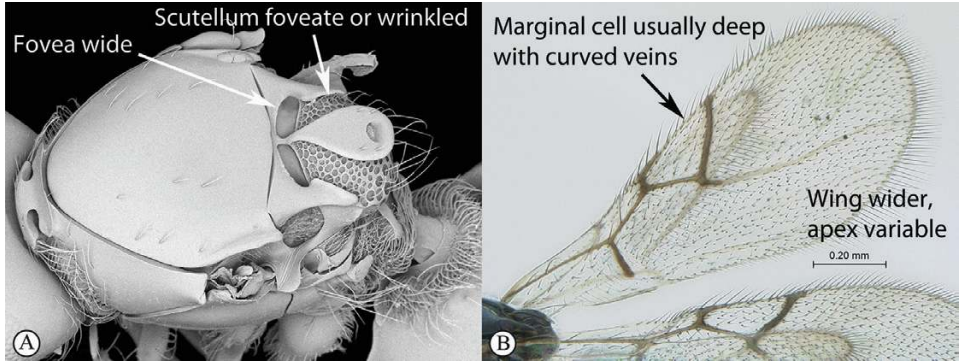 Scutellum foveate or wrinkled
Fovea wide
A
Marginal cell usually deep
with curved veins
Wing wider,
apex variable
0.20 mm
B